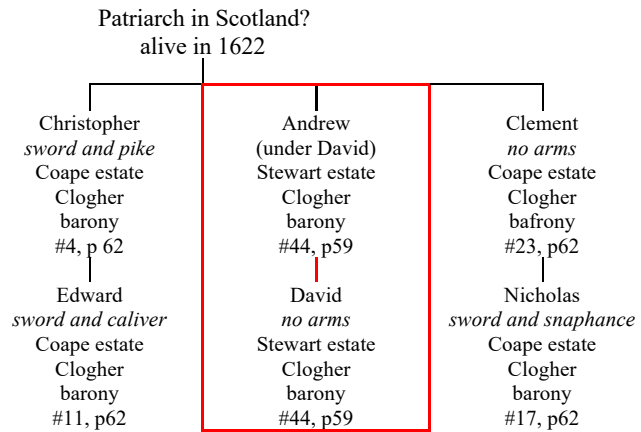 Patriarch in Scotland?
alive in 1622
Christopher
sword and pike
Coape estate
Clogher
barony
#4, p 62
Andrew
(under David)
Stewart estate
Clogher
barony
#44, p59
Clement
no arms
Coape estate
Clogher
bafrony
#23, p62
Edward
sword and caliver
Coape estate
Clogher
barony
#11, p62
David
no arms
Stewart estate
Clogher
barony
#44, p59
Nicholas
sword and snaphance
Coape estate
Clogher
barony
#17, p62